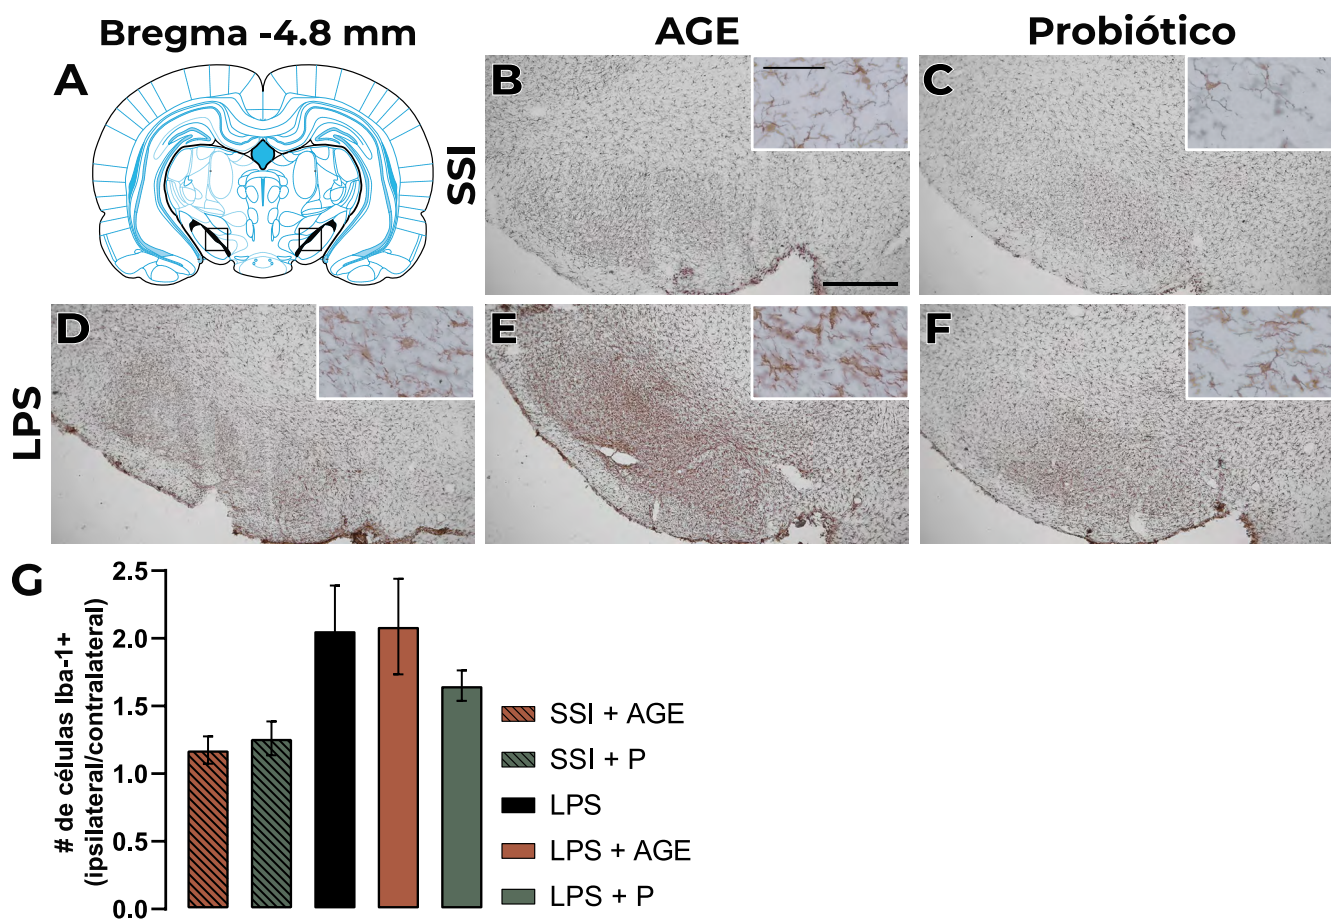 Bregma -4.8 mm
AGE
Probiótico
A
B
C
SSI
D
E
F
LPS
G
# de células Iba-1+
(ipsilateral/contralateral)
2.5
2.0
1.5
1.0
0.5
0.0
SSI + AGE
SSI + P
LPS
LPS + AGE
LPS + P